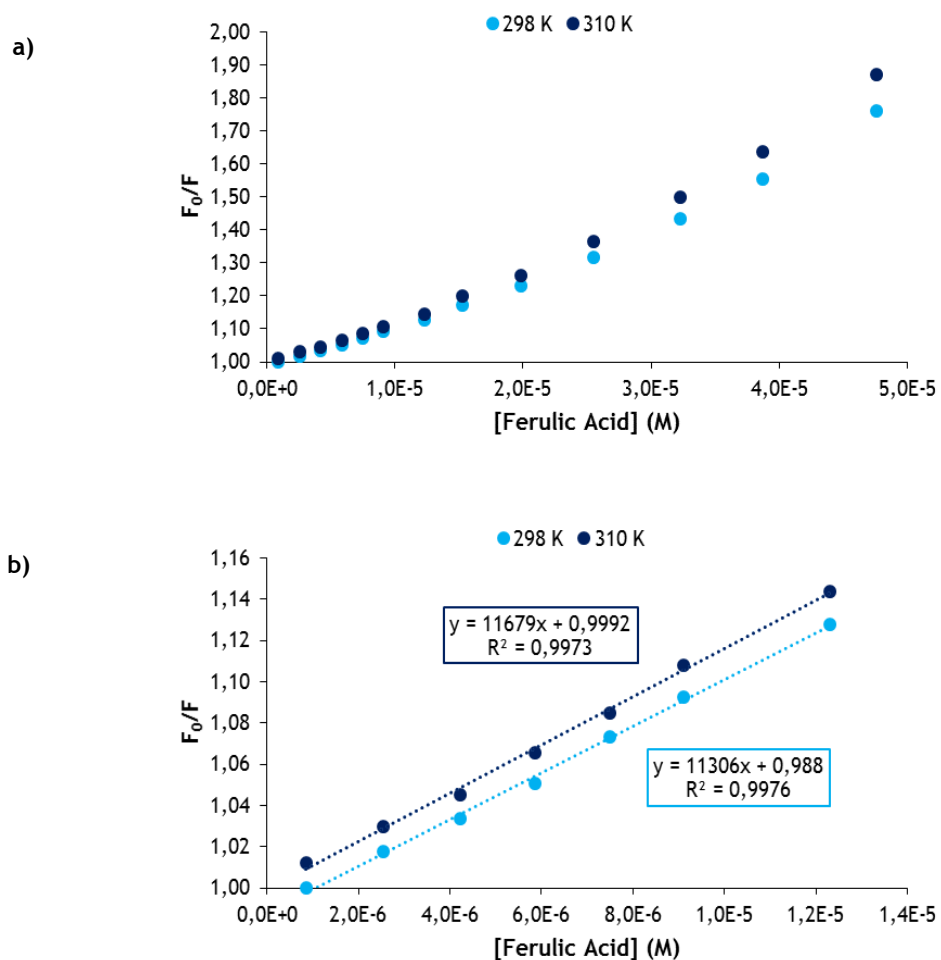 a)
298 K 310 K
2,00
1,90
1,80
1,70
1,60
1,50
1,40
1,30
1,20
1,10
1,00
F₀/F
0,0E+0 1,0E-5 2,0E-5 3,0E-5 4,0E-5 5,0E-5
[Ferulic Acid] (M)
b)
298 K 310 K
1,16
1,14
1,12
1,10
1,08
1,06
1,04
1,02
1,00
F₀/F
y = 11679x + 0,9992
R² = 0,9973
y = 11306x + 0,988
R² = 0,9976
0,0E+0 2,0E-6 4,0E-6 6,0E-6 8,0E-6 1,0E-5 1,2E-5 1,4E-5
[Ferulic Acid] (M)